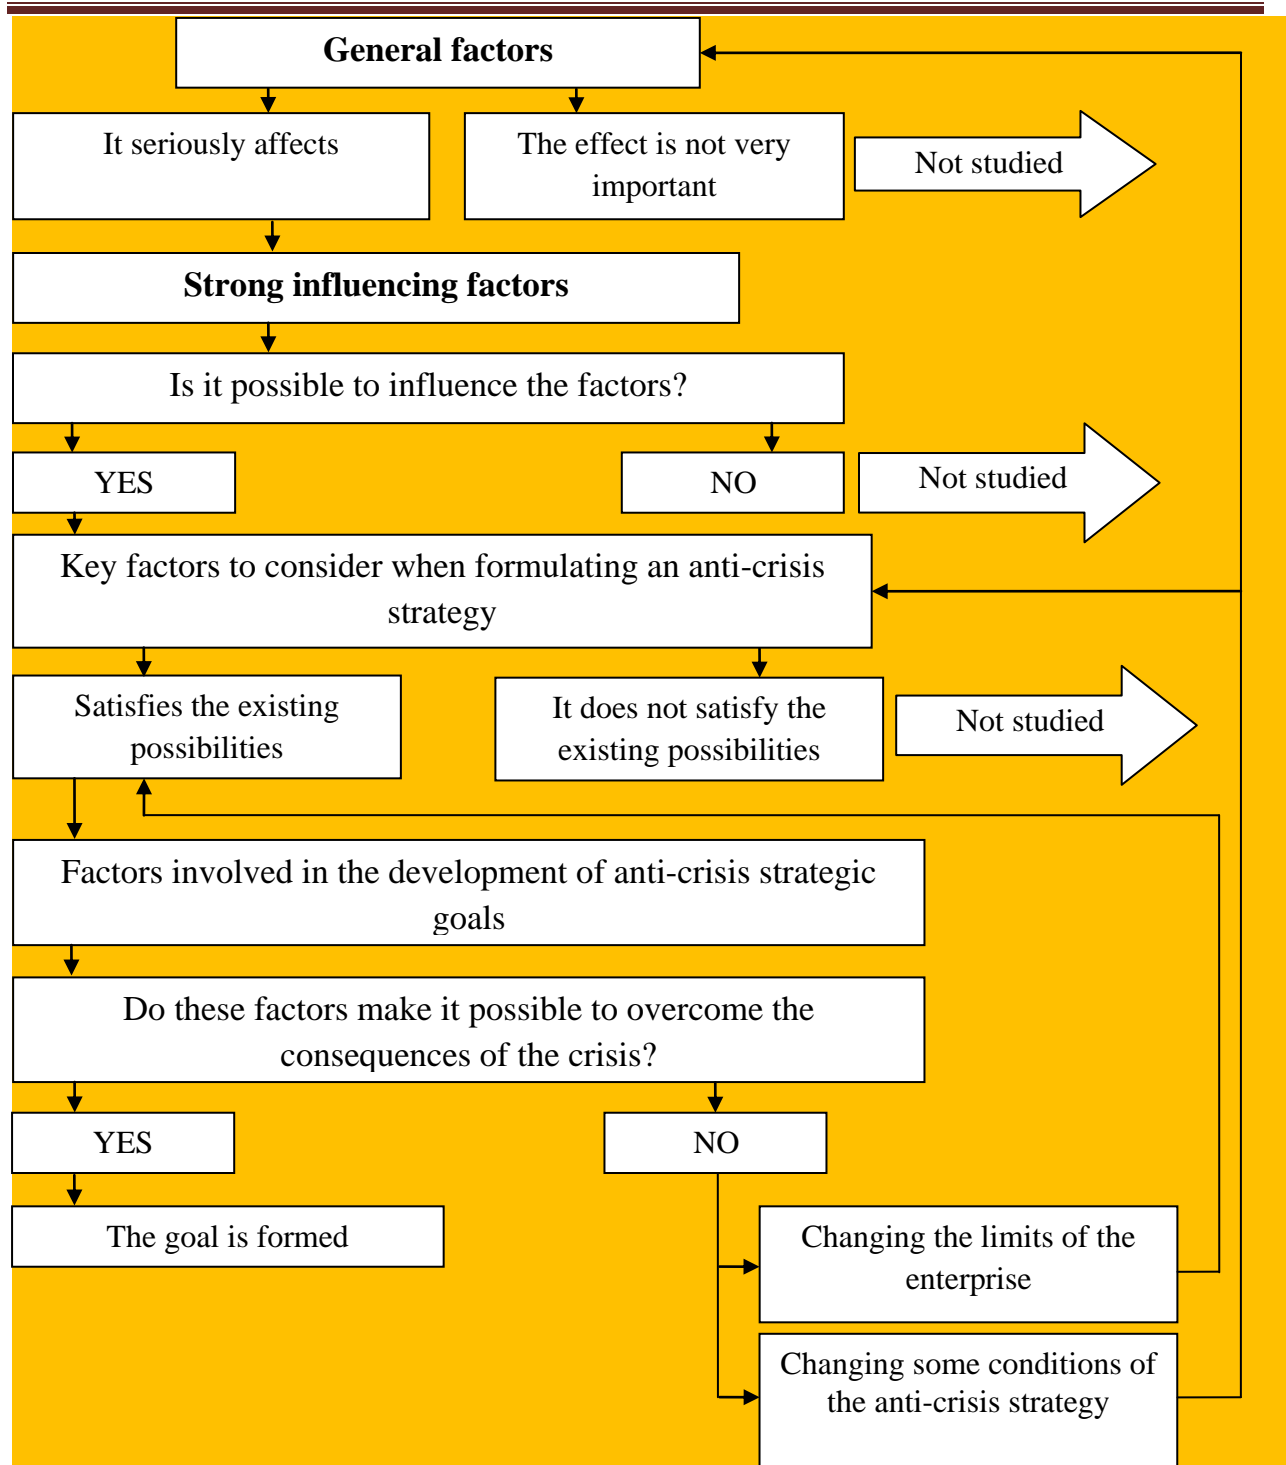 General factors
It seriously affects
The effect is not very
important
Not studied
Strong influencing factors
Is it possible to influence the factors?
YES
NO
Not studied
Key factors to consider when formulating an anti-crisis
strategy
Satisfies the existing
possibilities
It does not satisfy the
existing possibilities
Not studied
Factors involved in the development of anti-crisis strategic
goals
Do these factors make it possible to overcome the
consequences of the crisis?
YES
NO
The goal is formed
Changing the limits of the
enterprise
Changing some conditions of
the anti-crisis strategy